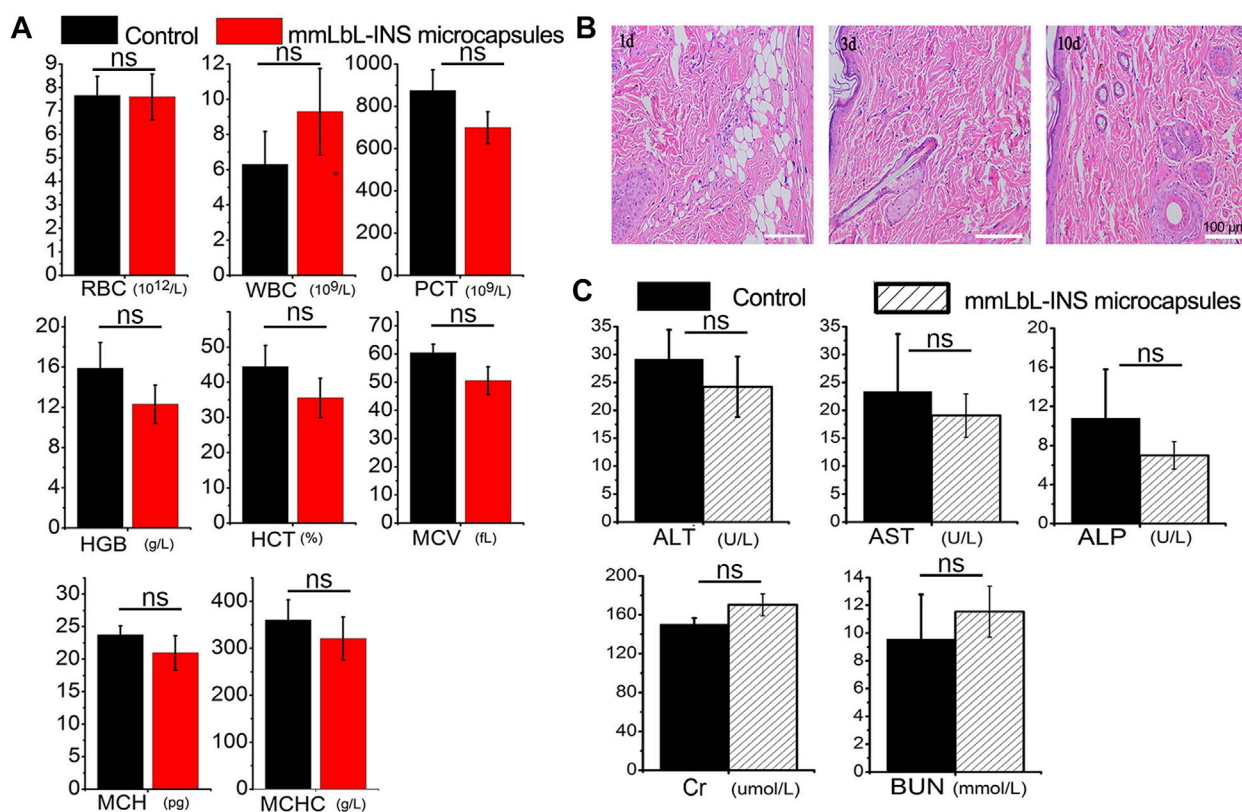 A
Control mmLbL-INS microcapsules
ns
8
7
6
5
4
3
2
1
0
RBC (10¹²/L)
ns
12
10
8
6
4
2
0
WBC (10⁹/L)
ns
1000
800
600
400
200
0
PCT (10⁹/L)
ns
20
16
12
8
4
0
HGB (g/L)
ns
50
40
30
20
10
0
HCT (%)
ns
70
60
50
40
30
20
10
0
MCV (fL)
ns
30
25
20
15
10
5
0
MCH (pg)
ns
400
300
200
100
0
MCHC (g/L)
B
1d
3d
10d
100 μm
C
Control mmLbL-INS microcapsules
ns
35
30
25
20
15
10
5
0
ALT (U/L)
ns
35
30
25
20
15
10
5
0
AST (U/L)
ns
20
16
12
8
4
0
ALP (U/L)
ns
200
160
120
80
40
0
Cr (umol/L)
ns
14
12
10
8
6
4
2
0
BUN (mmol/L)